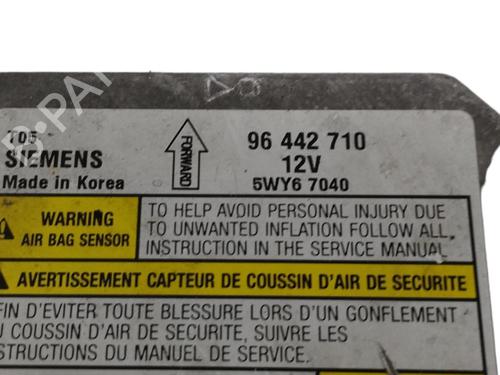 T05
SIEMENS
Made in Korea
FORWARD
96 442 710
12V
5WY6 7040
WARNING
AIR BAG SENSOR
TO HELP AVOID PERSONAL INJURY DUE
TO UNWANTED INFLATION FOLLOW ALL
INSTRUCTION IN THE SERVICE MANUAL
AVERTISSEMENT CAPTEUR DE COUSSIN D'AIR DE SECURITE
FIN D'EVITER TOUTE BLESSURE LORS D'UN GONFLEMENT
U COUSSIN D'AIR DE SECURITE, SUIVRE LES
STRUCTIONS DU MANUEL DE SERVICE.